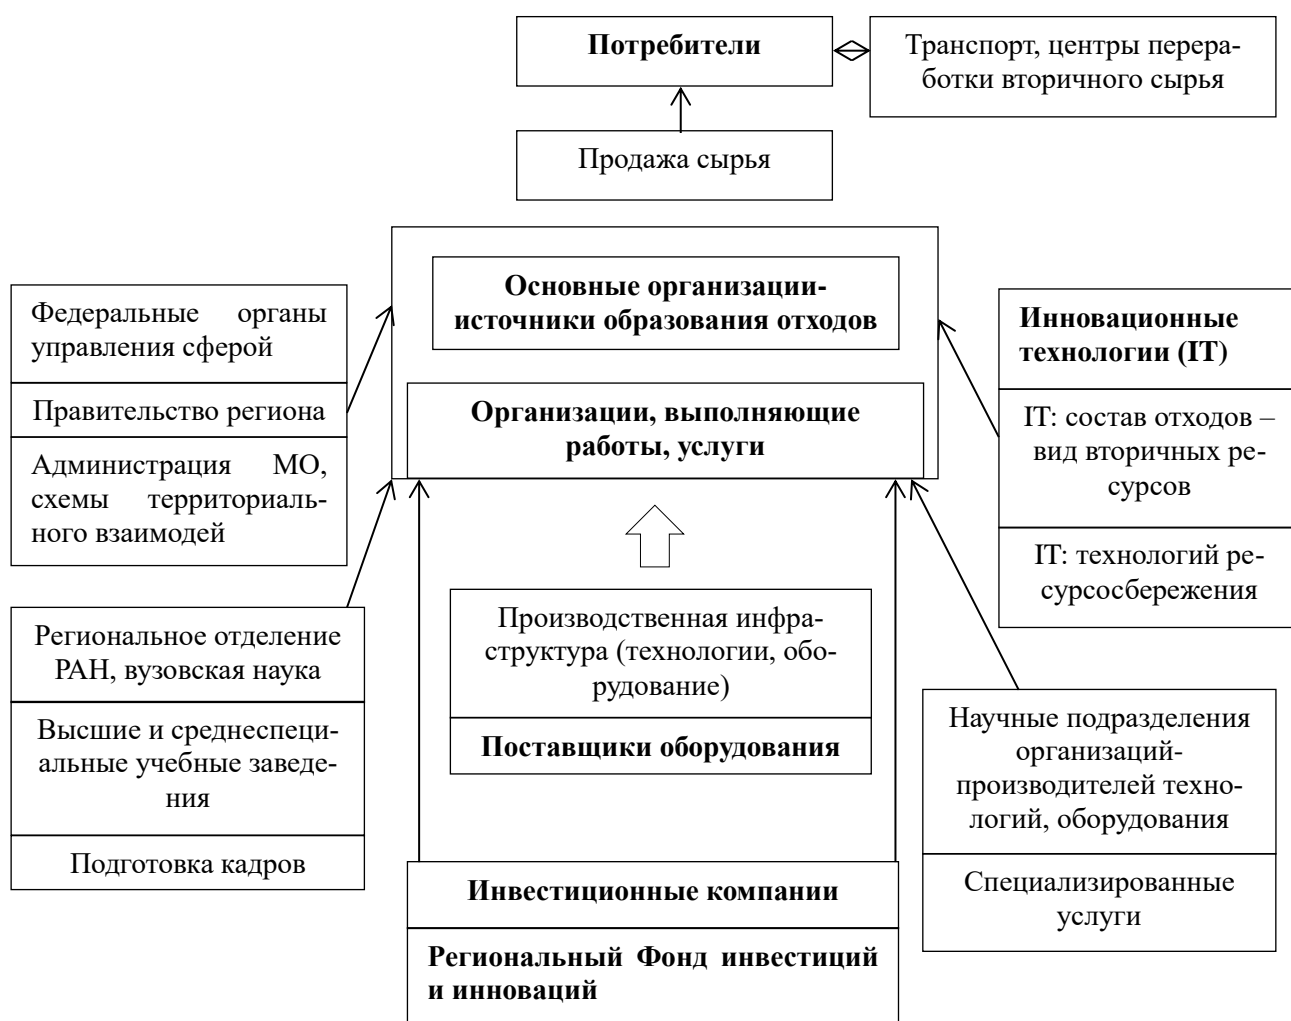 Потребители
Транспорт, центры перера-
ботки вторичного сырья
Продажа сырья
Основные организации-
источники образования отходов
Организации, выполняющие
работы, услуги
Федеральные органы
управления сферой
Правительство региона
Администрация МО,
схемы территориаль-
ного взаимодей
Инновационные
технологии (IT)
IT: состав отходов –
вид вторичных ре-
сурсов
IT: технологий ре-
сурсосбережения
Региональное отделение
РАН, вузовская наука
Высшие и среднеспеци-
альные учебные заведе-
ния
Подготовка кадров
Производственная инфра-
структура (технологии, обо-
рудование)
Поставщики оборудования
Научные подразделения
организаций-
производителей техно-
логий, оборудования
Специализированные
услуги
Инвестиционные компании
Региональный Фонд инвестиций
и инноваций